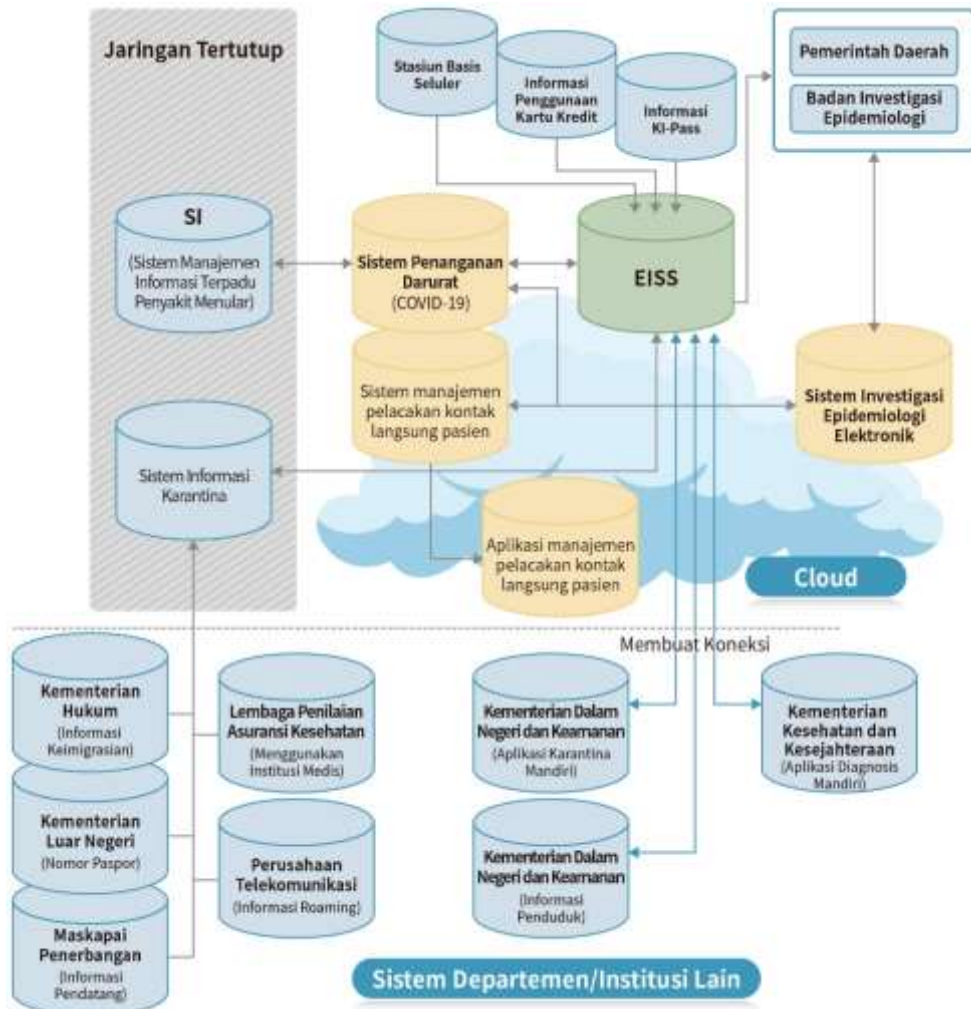 Jaringan Tertutup
Stasiun Basis
Seluler
Informasi
Penggunaan
Kartu Kredit
Informasi
KI-Pass
Pemerintah Daerah
Badan Investigasi
Epidemiologi
SI
(Sistem Manajemen
Informasi Terpadu
Penyakit Menular)
Sistem Penanganan
Darurat
(COVID-19)
EISS
Sistem manajemen
pelacakan kontak
langsung pasien
Sistem Investigasi
Epidemiologi
Elektronik
Sistem Informasi
Karantina
Aplikasi manajemen
pelacakan kontak
langsung pasien
Cloud
Membuat Koneksi
Kementerian
Hukum
(Informasi
Keimigrasian)
Lembaga Penilaian
Asuransi Kesehatan
(Menggunakan
Institusi Medis)
Kementerian Dalam
Negeri dan Keamanan
(Aplikasi Karantina
Mandiri)
Kementerian
Kesehatan dan
Kesejahteraan
(Aplikasi Diagnosis
Mandiri)
Kementerian
Luar Negeri
(Nomor Paspor)
Perusahaan
Telekomunikasi
(Informasi Roaming)
Kementerian Dalam
Negeri dan Keamanan
(Informasi
Penduduk)
Maskapai
Penerbangan
(Informasi
Pendatang)
Sistem Departemen/Institusi Lain